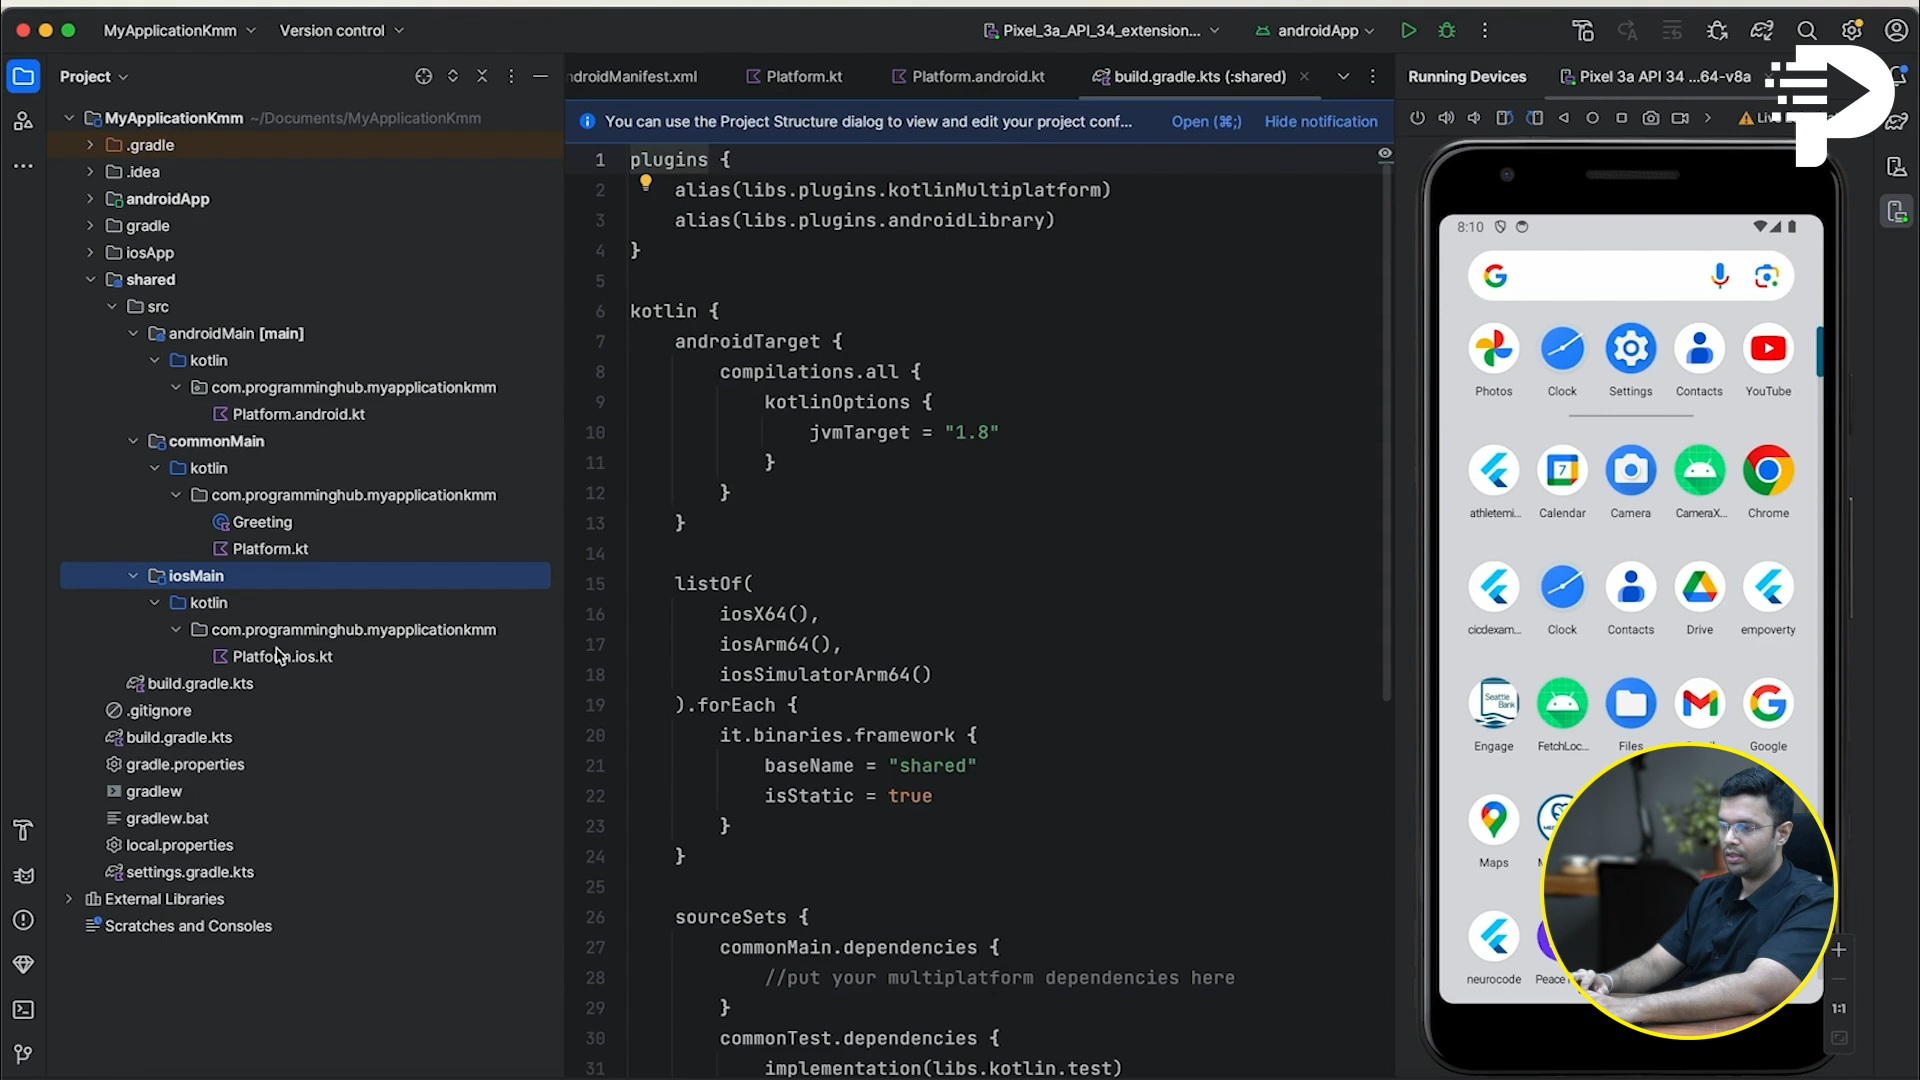 MyApplicationKmm
Version control
Pixel_3a_API_34_extension...
androidApp
Project
ndroidManifest.xml
Platform.kt
Platform.android.kt
build.gradle.kts (:shared)
Running Devices
Pixel 3a API 34 ...64-v8a
You can use the Project Structure dialog to view and edit your project conf...
Open (⌘;)
Hide notification
MyApplicationKmm ~/Documents/MyApplicationKmm
.gradle
.idea
androidApp
gradle
iosApp
shared
src
androidMain [main]
kotlin
com.programminghub.myapplicationkmm
Platform.android.kt
commonMain
kotlin
com.programminghub.myapplicationkmm
Greeting
Platform.kt
iosMain
kotlin
com.programminghub.myapplicationkmm
Platform.ios.kt
build.gradle.kts
.gitignore
build.gradle.kts
gradle.properties
gradlew
gradlew.bat
local.properties
settings.gradle.kts
External Libraries
Scratches and Consoles
1 plugins {
2 alias(libs.plugins.kotlinMultiplatform)
3 alias(libs.plugins.androidLibrary)
4 }
5
6 kotlin {
7 androidTarget {
8 compilations.all {
9 kotlinOptions {
10 jvmTarget = "1.8"
11 }
12 }
13 }
14
15 listOf(
16 iosX64(),
17 iosArm64(),
18 iosSimulatorArm64()
19 ).forEach {
20 it.binaries.framework {
21 baseName = "shared"
22 isStatic = true
23 }
24 }
25
26 sourceSets {
27 commonMain.dependencies {
28 //put your multiplatform dependencies here
29 }
30 commonTest.dependencies {
31 implementation(libs.kotlin.test)
8:10
Photos Clock Settings Contacts YouTube
athletemi... Calendar Camera CameraX... Chrome
cicdexam... Clock Contacts Drive empoverty
Seattle Bank
Engage FetchLoc... Files Google
Maps
neurocode
1:1